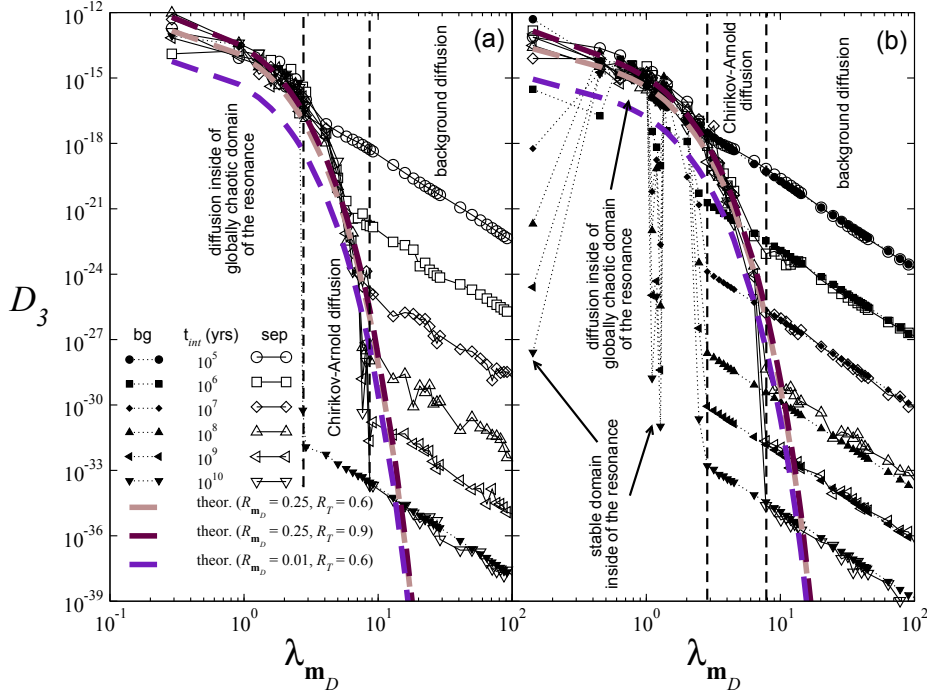 10^-12
10^-15
10^-18
10^-21
10^-24
10^-27
10^-30
10^-33
10^-36
10^-39
D_3
(a)
diffusion inside of
globally chaotic domain
of the resonance
Chirikov-Arnold diffusion
background diffusion
bg t_int (yrs) sep
10^5
10^6
10^7
10^8
10^9
10^10
theor. (R_m_D = 0.25, R_T = 0.6)
theor. (R_m_D = 0.25, R_T = 0.9)
theor. (R_m_D = 0.01, R_T = 0.6)
10^-1
10^0
10^1
10^2
λ_m_D
(b)
stable domain
inside of the resonance
diffusion inside of
globally chaotic domain
of the resonance
Chirikov-Arnold
diffusion
background diffusion
10^0
10^1
10^2
λ_m_D